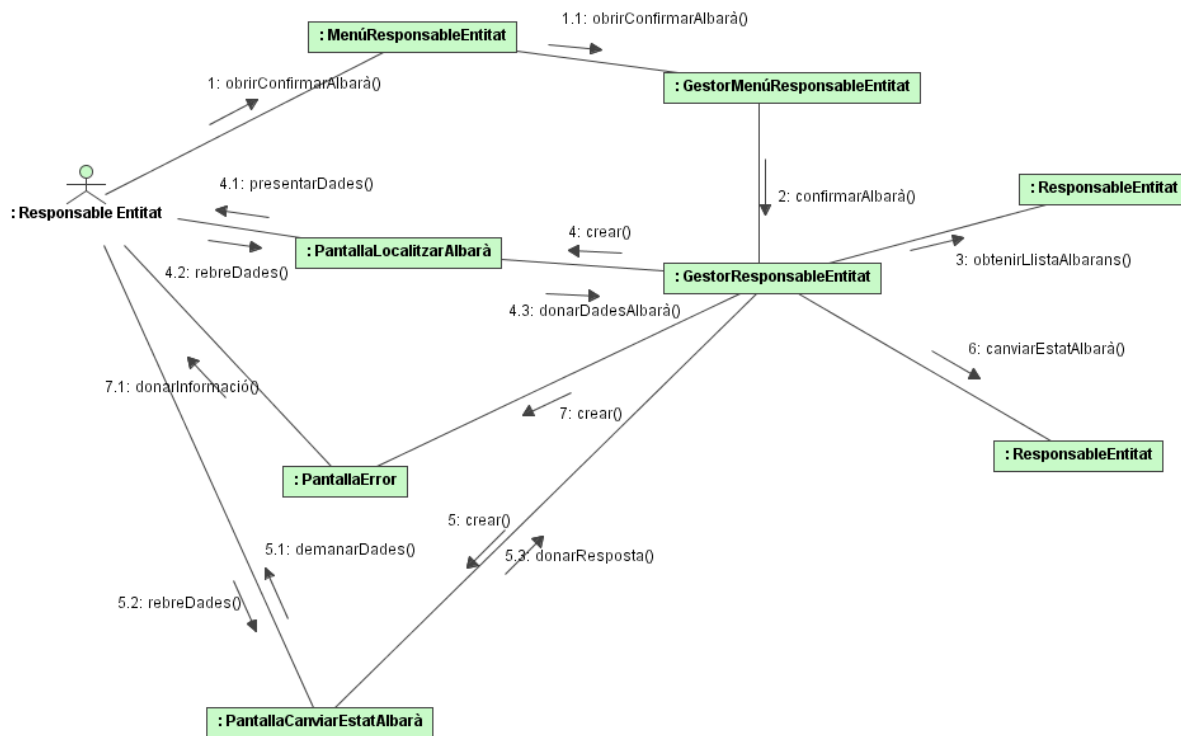 1.1: obrirConfirmarAlbarà()
: MenúResponsableEntitat
1: obrirConfirmarAlbarà()
: GestorMenúResponsableEntitat
4.1: presentarDades()
2: confirmarAlbarà()
: ResponsableEntitat
: Responsable Entitat
4: crear()
: PantallaLocalitzarAlbarà
3: obtenirLlistaAlbarans()
4.2: rebreDades()
: GestorResponsableEntitat
4.3: donarDadesAlbarà()
6: canviarEstatAlbarà()
7.1: donarInformació()
7: crear()
: ResponsableEntitat
: PantallaError
5: crear()
5.1: demanarDades()
5.3: donarResposta()
5.2: rebreDades()
: PantallaCanviarEstatAlbarà